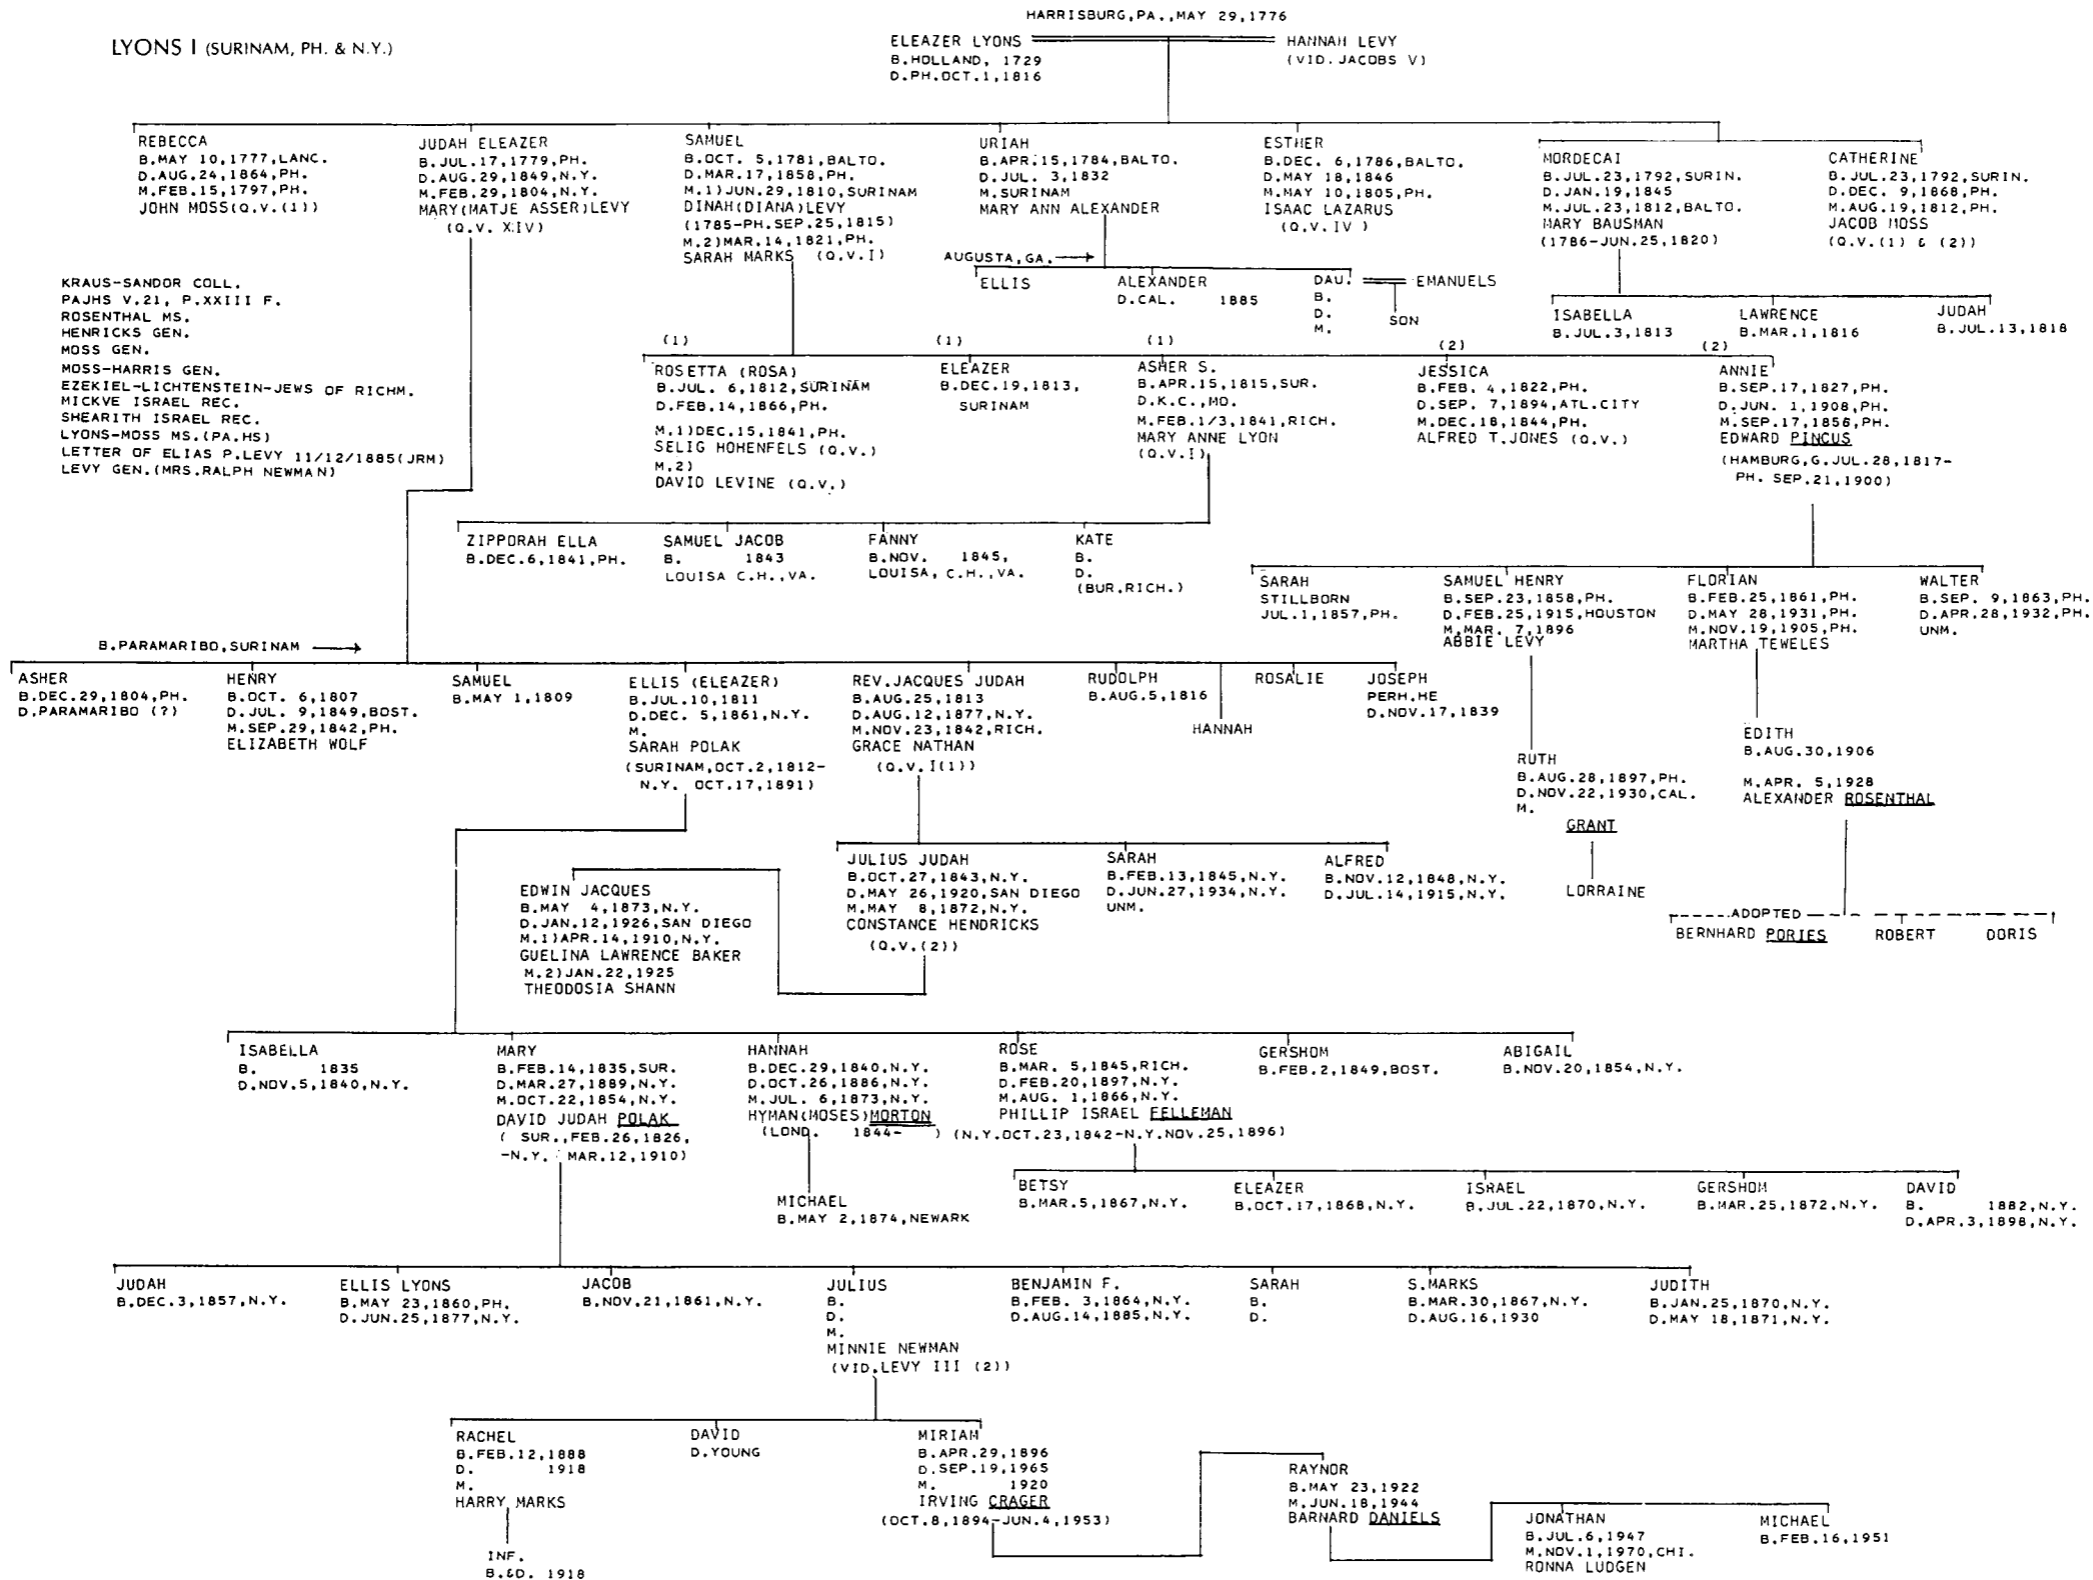 HARRISBURG,PA.,MAY 29,1776
LYONS I (SURINAM, PH. & N.Y.)
ELEAZER LYONS
B.HOLLAND, 1729
D.PH.OCT.1,1816
HANNAH LEVY
(VID.JACOBS V)
REBECCA
B.MAY 10,1777,LANC.
D.AUG.24,1864,PH.
M.FEB.15,1797,PH.
JOHN MOSS(Q.V.(1))
JUDAH ELEAZER
B.JUL.17,1779,PH.
D.AUG.29,1849,N.Y.
M.FEB.29,1804,N.Y.
MARY(MATJE ASSER)LEVY
(Q.V. XIV)
SAMUEL
B.OCT. 5,1781,BALTO.
D.MAR.17,1858,PH.
M.1)JUN.29,1810,SURINAM
DINAH(DIANA)LEVY
(1785-PH.SEP.25,1815)
M.2)MAR.14,1821,PH.
SARAH MARKS (Q.V.I)
URIAH
B.APR.15,1784,BALTO.
D.JUL. 3,1832
M.SURINAM
MARY ANN ALEXANDER
ESTHER
B.DEC. 6,1786,BALTO.
D.MAY 18,1846
M.MAY 10,1805,PH.
ISAAC LAZARUS
(Q.V.IV )
MORDECAI
B.JUL.23,1792,SURIN.
D.JAN.19,1845
M.JUL.23,1812,BALTO.
MARY BAUSMAN
(1786-JUN.25,1820)
CATHERINE
B.JUL.23,1792,SURIN.
D.DEC. 9,1868,PH.
M.AUG.19,1812,PH.
JACOB MOSS
(Q.V.(1) & (2))
AUGUSTA,GA.
ELLIS
ALEXANDER
D.CAL. 1885
DAU.
B.
D.
M.
EMANUELS
SON
ISABELLA
B.JUL.3,1813
LAWRENCE
B.MAR.1,1816
JUDAH
B.JUL.13,1818
KRAUS-SANDOR COLL.
PAJHS V.21, P.XXIII F.
ROSENTHAL MS.
HENRICKS GEN.
MOSS GEN.
MOSS-HARRIS GEN.
EZEKIEL-LICHTENSTEIN-JEWS OF RICHM.
MICKVE ISRAEL REC.
SHEARITH ISRAEL REC.
LYONS-MOSS MS.(PA.HS)
LETTER OF ELIAS P.LEVY 11/12/1885(JRM)
LEVY GEN.(MRS.RALPH NEWMAN)
(1)
ROSETTA (ROSA)
B.JUL. 6,1812,SURINAM
D.FEB.14,1866,PH.
M.1)DEC.15,1841,PH.
SELIG HOHENFELS (Q.V.)
M.2)
DAVID LEVINE (Q.V.)
(1)
ELEAZER
B.DEC.19,1813,
SURINAM
(1)
ASHER S.
B.APR.15,1815,SUR.
D.K.C.,MO.
M.FEB.1/3,1841,RICH.
MARY ANNE LYON
(Q.V.I)
(2)
JESSICA
B.FEB. 4,1822,PH.
D.SEP. 7,1894,ATL.CITY
M.DEC.18,1844,PH.
ALFRED T.JONES (Q.V.)
(2)
ANNIE
B.SEP.17,1827,PH.
D.JUN. 1,1908,PH.
M.SEP.17,1856,PH.
EDWARD PINCUS
(HAMBURG,G.JUL.28,1817-
PH. SEP.21,1900)
ZIPPORAH ELLA
B.DEC.6,1841,PH.
SAMUEL JACOB
B. 1843
LOUISA C.H.,VA.
FANNY
B.NOV. 1845,
LOUISA, C.H.,VA.
KATE
B.
D.
(BUR.RICH.)
SARAH
STILLBORN
JUL.1,1857,PH.
SAMUEL HENRY
B.SEP.23,1858,PH.
D.FEB.25,1915,HOUSTON
M.MAR. 7,1896
ABBIE LEVY
FLORIAN
B.FEB.25,1861,PH.
D.MAY 28,1931,PH.
M.NOV.19,1905,PH.
MARTHA TEWELES
WALTER
B.SEP. 9,1863,PH.
D.APR.28,1932,PH.
UNM.
B.PARAMARIBO,SURINAM
ASHER
B.DEC.29,1804,PH.
D.PARAMARIBO (?)
HENRY
B.OCT. 6,1807
D.JUL. 9,1849,BOST.
M.SEP.29,1842,PH.
ELIZABETH WOLF
SAMUEL
B.MAY 1,1809
ELLIS (ELEAZER)
B.JUL.10,1811
D.DEC. 5,1861,N.Y.
M.
SARAH POLAK
(SURINAM,OCT.2,1812-
N.Y. OCT.17,1891)
REV.JACQUES JUDAH
B.AUG.25,1813
D.AUG.12,1877,N.Y.
M.NOV.23,1842,RICH.
GRACE NATHAN
(Q.V.I(1))
RUDOLPH
B.AUG.5,1816
HANNAH
ROSALIE
JOSEPH
PERH.HE
D.NOV.17,1839
RUTH
B.AUG.28,1897,PH.
D.NOV.22,1930,CAL.
M.
GRANT
LORRAINE
EDITH
B.AUG.30,1906
M.APR. 5,1928
ALEXANDER ROSENTHAL
ADOPTED
BERNHARD PORIES
ROBERT
DORIS
EDWIN JACQUES
B.MAY 4,1873,N.Y.
D.JAN.12,1926,SAN DIEGO
M.1)APR.14,1910,N.Y.
GUELINA LAWRENCE BAKER
M.2)JAN.22,1925
THEODOSIA SHANN
JULIUS JUDAH
B.OCT.27,1843,N.Y.
D.MAY 26,1920,SAN DIEGO
M.MAY 8,1872,N.Y.
CONSTANCE HENDRICKS
(Q.V.(2))
SARAH
B.FEB.13,1845,N.Y.
D.JUN.27,1934,N.Y.
UNM.
ALFRED
B.NOV.12,1848,N.Y.
D.JUL.14,1915,N.Y.
ISABELLA
B. 1835
D.NOV.5,1840,N.Y.
MARY
B.FEB.14,1835,SUR.
D.MAR.27,1889,N.Y.
M.OCT.22,1854,N.Y.
DAVID JUDAH POLAK
( SUR.,FEB.26,1826,
-N.Y. MAR.12,1910)
HANNAH
B.DEC.29,1840,N.Y.
D.OCT.26,1886,N.Y.
M.JUL. 6,1873,N.Y.
HYMAN(MOSES)MORTON
(LOND. 1844- )
ROSE
B.MAR. 5,1845,RICH.
D.FEB.20,1897,N.Y.
M.AUG. 1,1866,N.Y.
PHILLIP ISRAEL FELLEMAN
(N.Y.OCT.23,1842-N.Y.NOV.25,1896)
GERSHOM
B.FEB.2,1849,BOST.
ABIGAIL
B.NOV.20,1854,N.Y.
MICHAEL
B.MAY 2,1874,NEWARK
BETSY
B.MAR.5,1867,N.Y.
ELEAZER
B.OCT.17,1868,N.Y.
ISRAEL
B.JUL.22,1870,N.Y.
GERSHOM
B.MAR.25,1872,N.Y.
DAVID
B. 1882,N.Y.
D.APR.3,1898,N.Y.
JUDAH
B.DEC.3,1857,N.Y.
ELLIS LYONS
B.MAY 23,1860,PH.
D.JUN.25,1877,N.Y.
JACOB
B.NOV.21,1861,N.Y.
JULIUS
B.
D.
M.
MINNIE NEWMAN
(VID.LEVY III (2))
BENJAMIN F.
B.FEB. 3,1864,N.Y.
D.AUG.14,1885,N.Y.
SARAH
B.
D.
S.MARKS
B.MAR.30,1867,N.Y.
D.AUG.16,1930
JUDITH
B.JAN.25,1870,N.Y.
D.MAY 18,1871,N.Y.
RACHEL
B.FEB.12,1888
D. 1918
M.
HARRY MARKS
INF.
B.&D. 1918
DAVID
D.YOUNG
MIRIAM
B.APR.29,1896
D.SEP.19,1965
M. 1920
IRVING CRAGER
(OCT.8,1894-JUN.4,1953)
RAYNOR
B.MAY 23,1922
M.JUN.18,1944
BARNARD DANIELS
JONATHAN
B.JUL.6,1947
M.NOV.1,1970,CHI.
RONNA LUDGEN
MICHAEL
B.FEB.16,1951